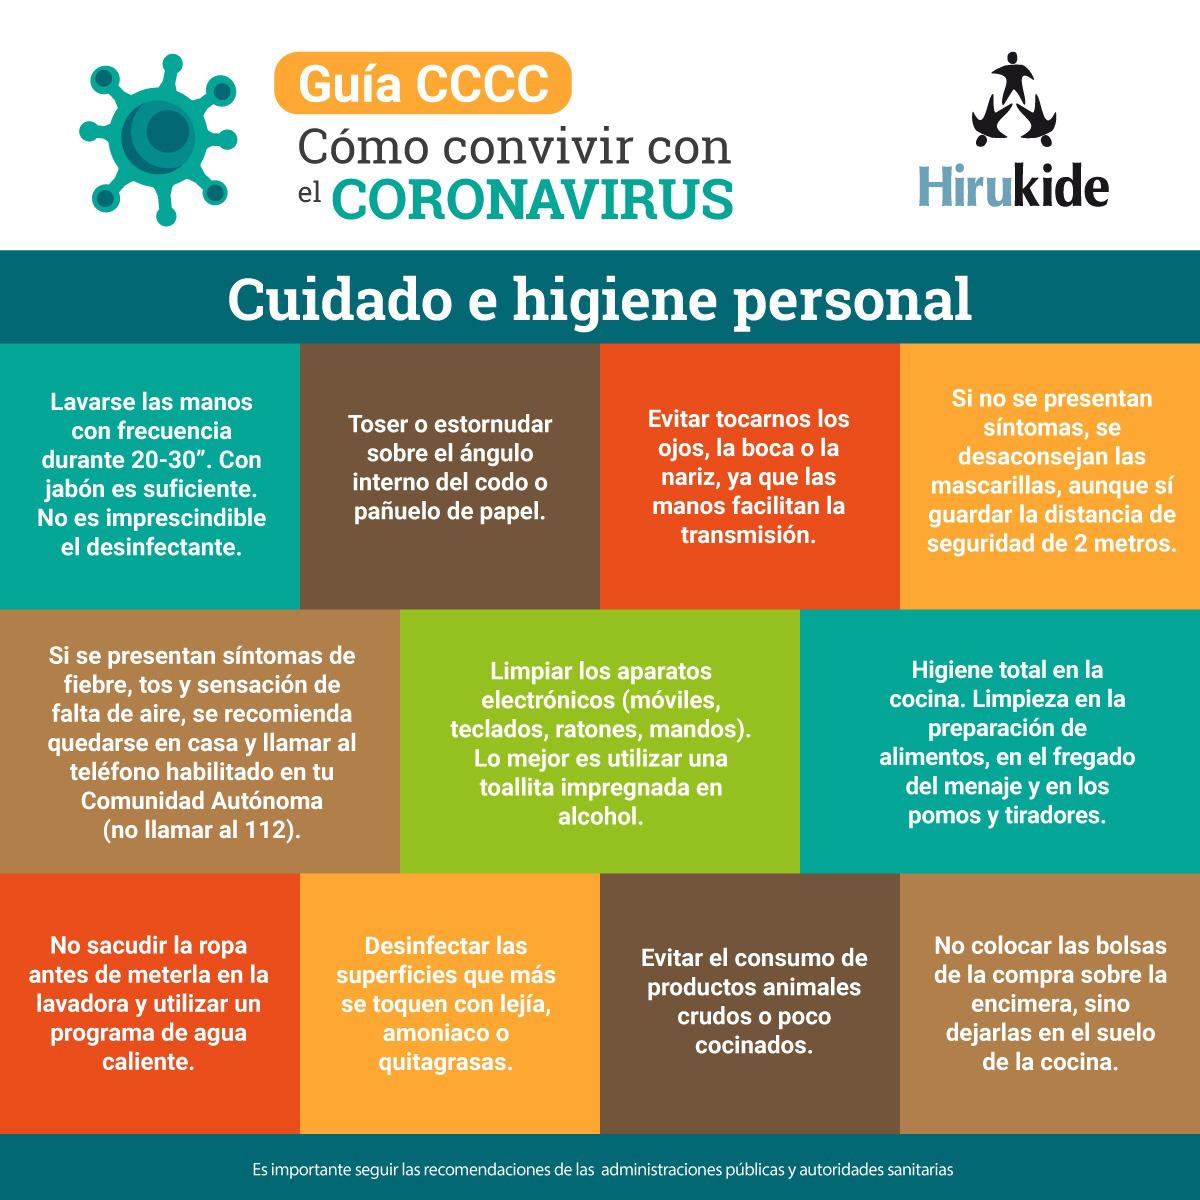 Guía CCCC
Cómo convivir con
el CORONAVIRUS
Hirukide
Cuidado e higiene personal
Lavarse las manos
con frecuencia
durante 20-30”. Con
jabón es suficiente.
No es imprescindible
el desinfectante.
Toser o estornudar
sobre el ángulo
interno del codo o
pañuelo de papel.
Evitar tocarnos los
ojos, la boca o la
nariz, ya que las
manos facilitan la
transmisión.
Si no se presentan
síntomas, se
desaconsejan las
mascarillas, aunque sí
guardar la distancia de
seguridad de 2 metros.
Si se presentan síntomas de
fiebre, tos y sensación de
falta de aire, se recomienda
quedarse en casa y llamar al
teléfono habilitado en tu
Comunidad Autónoma
(no llamar al 112).
Limpiar los aparatos
electrónicos (móviles,
teclados, ratones, mandos).
Lo mejor es utilizar una
toallita impregnada en
alcohol.
Higiene total en la
cocina. Limpieza en la
preparación de
alimentos, en el fregado
del menaje y en los
pomos y tiradores.
No sacudir la ropa
antes de meterla en la
lavadora y utilizar un
programa de agua
caliente.
Desinfectar las
superficies que más
se toquen con lejía,
amoniaco o
quitagrasas.
Evitar el consumo de
productos animales
crudos o poco
cocinados.
No colocar las bolsas
de la compra sobre la
encimera, sino
dejarlas en el suelo
de la cocina.
Es importante seguir las recomendaciones de las administraciones públicas y autoridades sanitarias